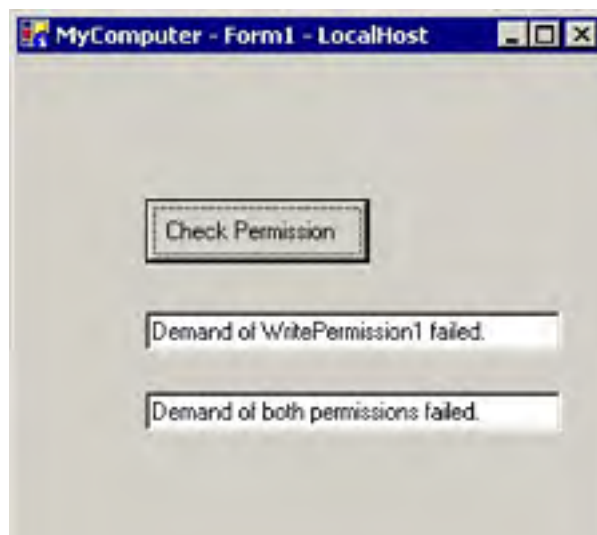 MyComputer - Form1 - LocalHost
Check Permission
Demand of WritePermission1 failed.
Demand of both permissions failed.